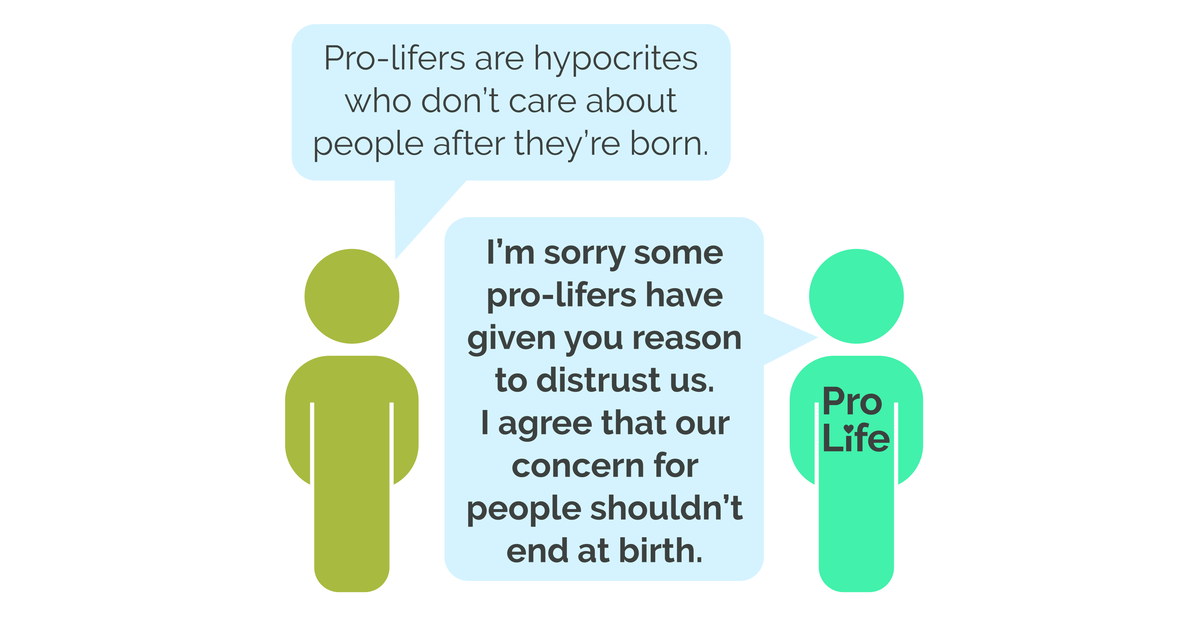 Pro-lifers are hypocrites
who don’t care about
people after they’re born.
I’m sorry some
pro-lifers have
given you reason
to distrust us.
I agree that our
concern for
people shouldn’t
end at birth.
Pro
Life